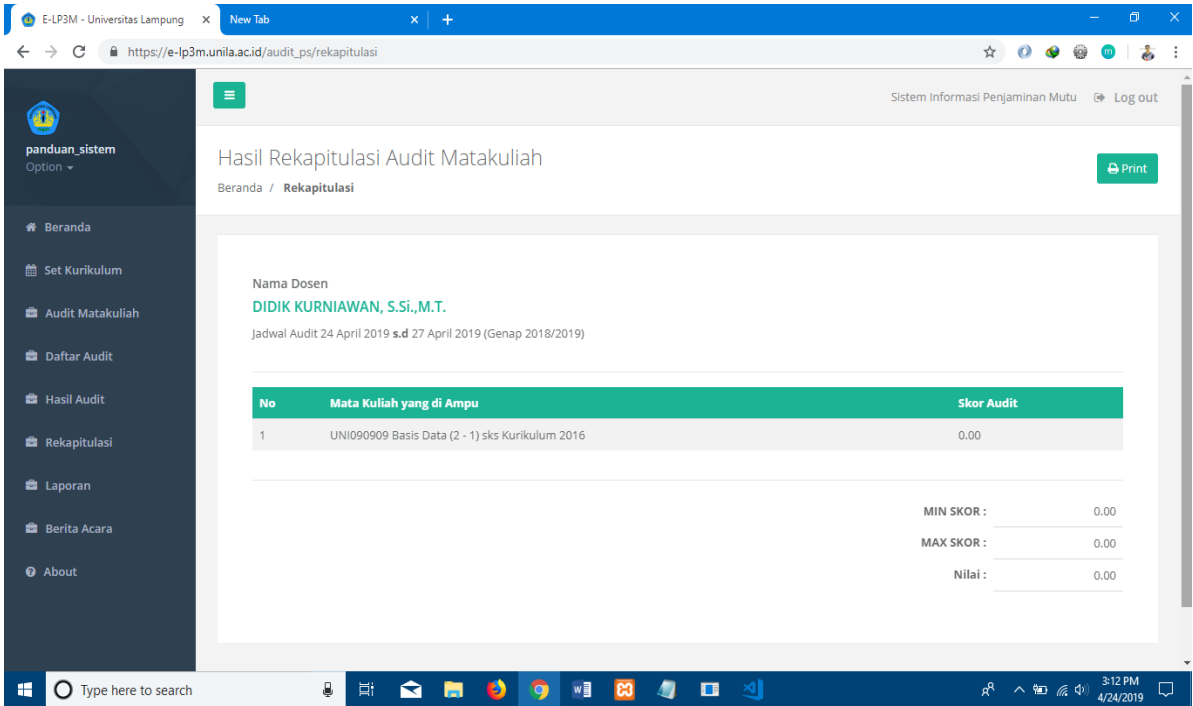 E-LP3M - Universitas Lampung
New Tab
https://e-lp3m.unila.ac.id/audit_ps/rekapitulasi
m
panduan_sistem
Option
Beranda
Set Kurikulum
Audit Matakuliah
Daftar Audit
Hasil Audit
Rekapitulasi
Laporan
Berita Acara
About
Sistem Informasi Penjaminan Mutu Log out
Hasil Rekapitulasi Audit Matakuliah
Beranda / Rekapitulasi
Print
Nama Dosen
DIDIK KURNIAWAN, S.Si.,M.T.
Jadwal Audit 24 April 2019 s.d 27 April 2019 (Genap 2018/2019)
No Mata Kuliah yang di Ampu Skor Audit
1 UNI090909 Basis Data (2 - 1) sks Kurikulum 2016 0.00
MIN SKOR : 0.00
MAX SKOR : 0.00
Nilai : 0.00
Type here to search
3:12 PM
4/24/2019